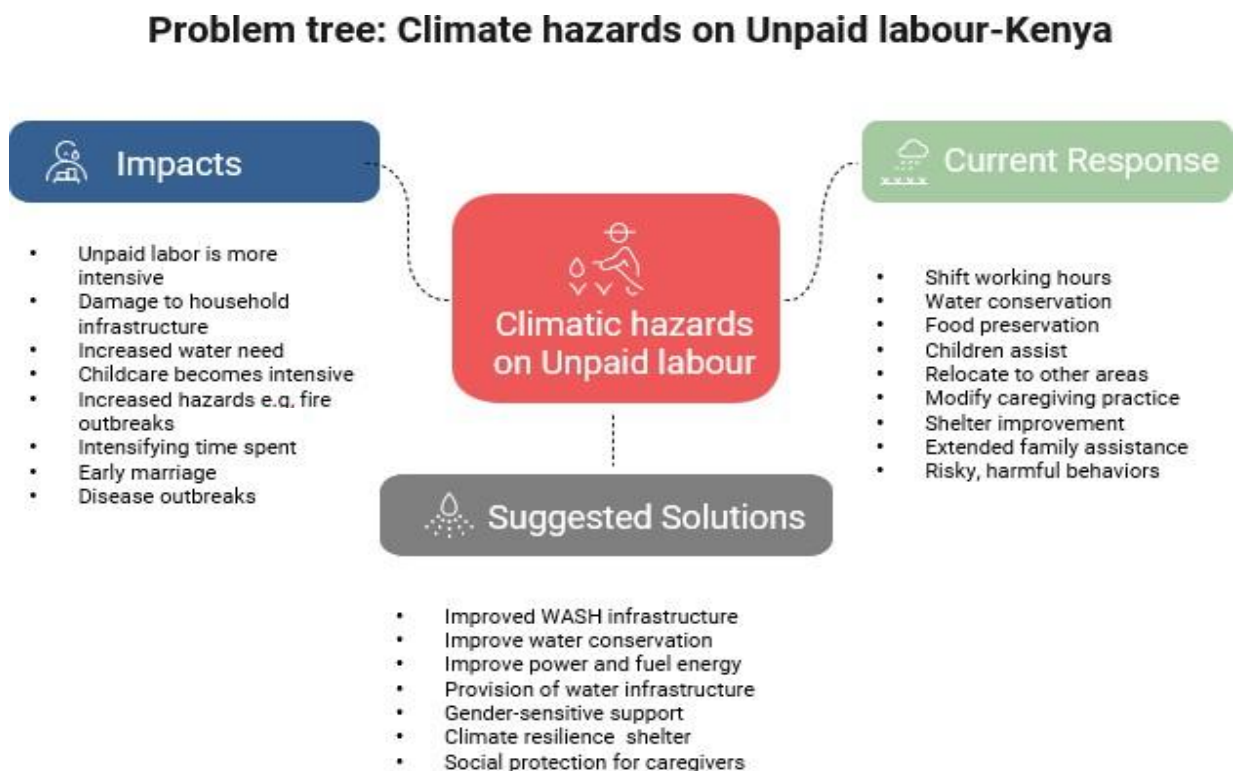 Problem tree: Climate hazards on Unpaid labour-Kenya
Impacts
• Unpaid labor is more
intensive
• Damage to household
infrastructure
• Increased water need
• Childcare becomes intensive
• Increased hazards e.g. fire
outbreaks
• Intensifying time spent
• Early marriage
• Disease outbreaks
Climatic hazards
on Unpaid labour
Current Response
• Shift working hours
• Water conservation
• Food preservation
• Children assist
• Relocate to other areas
• Modify caregiving practice
• Shelter improvement
• Extended family assistance
• Risky, harmful behaviors
Suggested Solutions
• Improved WASH infrastructure
• Improve water conservation
• Improve power and fuel energy
• Provision of water infrastructure
• Gender-sensitive support
• Climate resilience shelter
• Social protection for caregivers